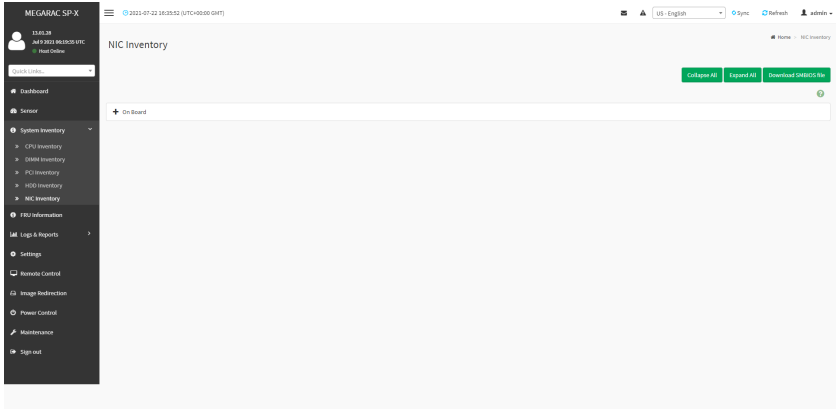 MEGARAC SP-X
2021-07-22 16:35:52 (UTC+00:00 GMT)
US - English
Sync
Refresh
admin
13.01.28
Jul 9 2021 06:19:35 UTC
Host Online
NIC Inventory
Home > NIC Inventory
Quick Links...
Collapse All
Expand All
Download SMBIOS file
Dashboard
Sensor
On Board
System Inventory
CPU Inventory
DIMM Inventory
PCI Inventory
HDD Inventory
NIC Inventory
FRU Information
Logs & Reports
Settings
Remote Control
Image Redirection
Power Control
Maintenance
Sign out